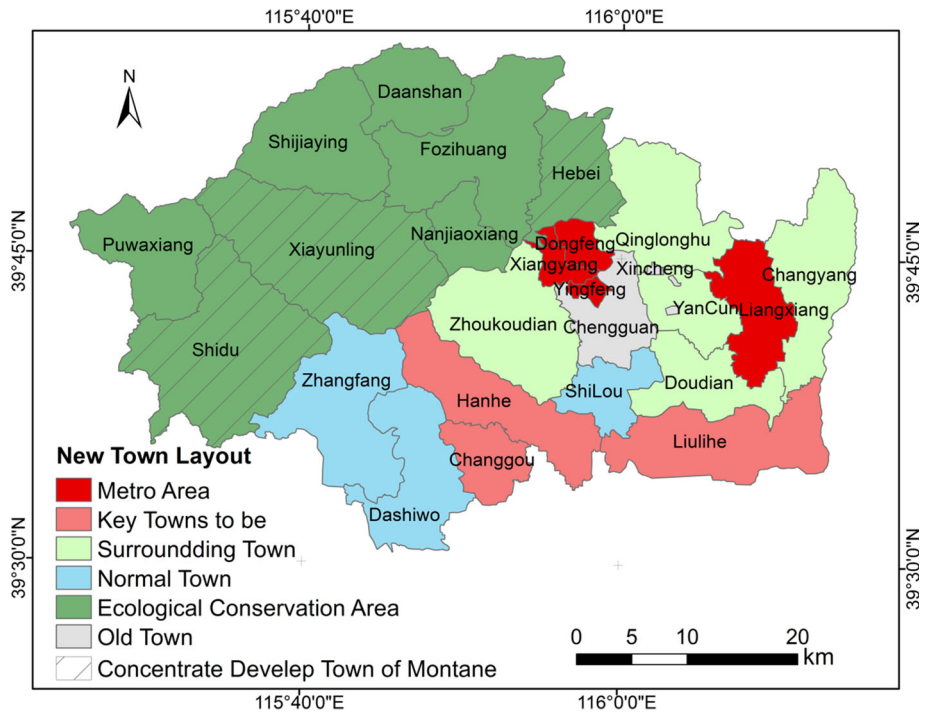 115°40'0"E
116°0'0"E
N
Daanshan
Shijiaying
Fozihuang
Hebei
39°45'0"N
39°45'0"N
Puwaxiang
Xiayunling
Nanjiaoxiang
Dongfeng
Qinglonghu
Xiangyang
Xincheng
Changyang
Yingfeng
YanCun
Liangxiang
Zhoukoudian
Chengguan
Shidu
Zhangfang
ShiLou
Doudian
Hanhe
Liulihe
Changgou
Dashiwo
New Town Layout
Metro Area
Key Towns to be
Surroundding Town
Normal Town
Ecological Conservation Area
Old Town
Concentrate Develep Town of Montane
39°30'0"N
39°30'0"N
0 5 10 20
km
115°40'0"E
116°0'0"E